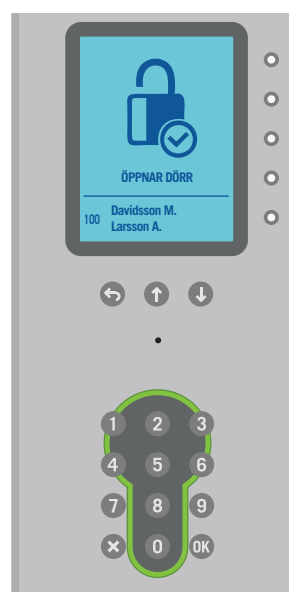 ÖPPNAR DÖRR
100 Davidsson M.
Larsson A.
1 2 3
4 5 6
7 8 9
0 OK